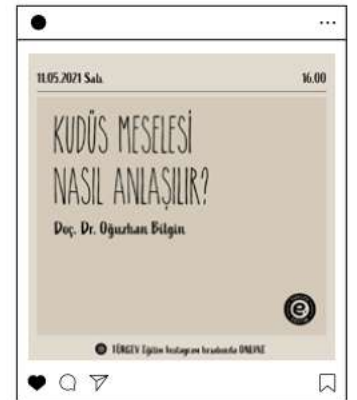 11.05.2021 Salı
16.00
KUDÜS MESELESİ
NASIL ANLAŞILIR?
Doç. Dr. Oğuzhan Bilgin
e
TÜRGEV Eğitim Instagram hesabında ONLINE